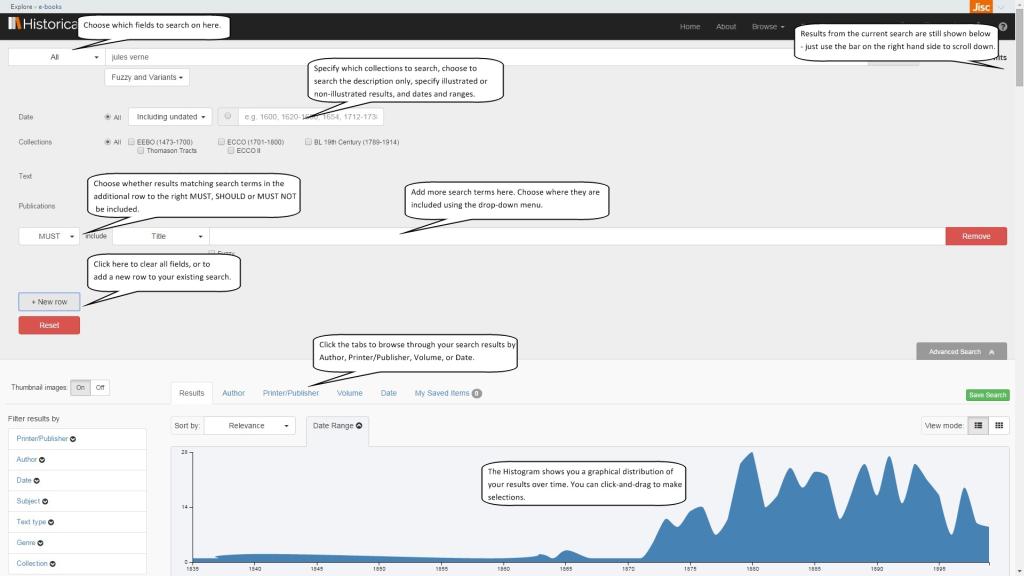 Explore › e-books
Jisc
Historica
Home
About
Browse
Choose which fields to search on here.
Results from the current search are still shown below
- just use the bar on the right hand side to scroll down.
All
jules verne
Fuzzy and Variants
Specify which collections to search, choose to
search the description only, specify illustrated or
non-illustrated results, and dates and ranges.
Date
All
Including undated
e.g. 1600, 1620-1650, 1654, 1712-173
Collections
All
EEBO (1473-1700)
ECCO (1701-1800)
BL 19th Century (1789-1914)
Thomason Tracts
ECCO II
Text
Choose whether results matching search terms in the
additional row to the right MUST, SHOULD or MUST NOT
be included.
Add more search terms here. Choose where they are
included using the drop-down menu.
Publications
MUST
include
Title
Remove
Fuzzy
Click here to clear all fields, or to
add a new row to your existing search.
+ New row
Reset
Click the tabs to browse through your search results by
Author, Printer/Publisher, Volume, or Date.
Advanced Search
Thumbnail images:
On
Off
Results
Author
Printer/Publisher
Volume
Date
My Saved Items
0
Save Search
Filter results by
Sort by:
Relevance
Date Range
View mode:
Printer/Publisher
Author
Date
Subject
Text type
Genre
Collection
The Histogram shows you a graphical distribution of
your results over time. You can click-and-drag to make
selections.
28
14
0
1835
1840
1845
1850
1855
1860
1865
1870
1875
1880
1885
1890
1895